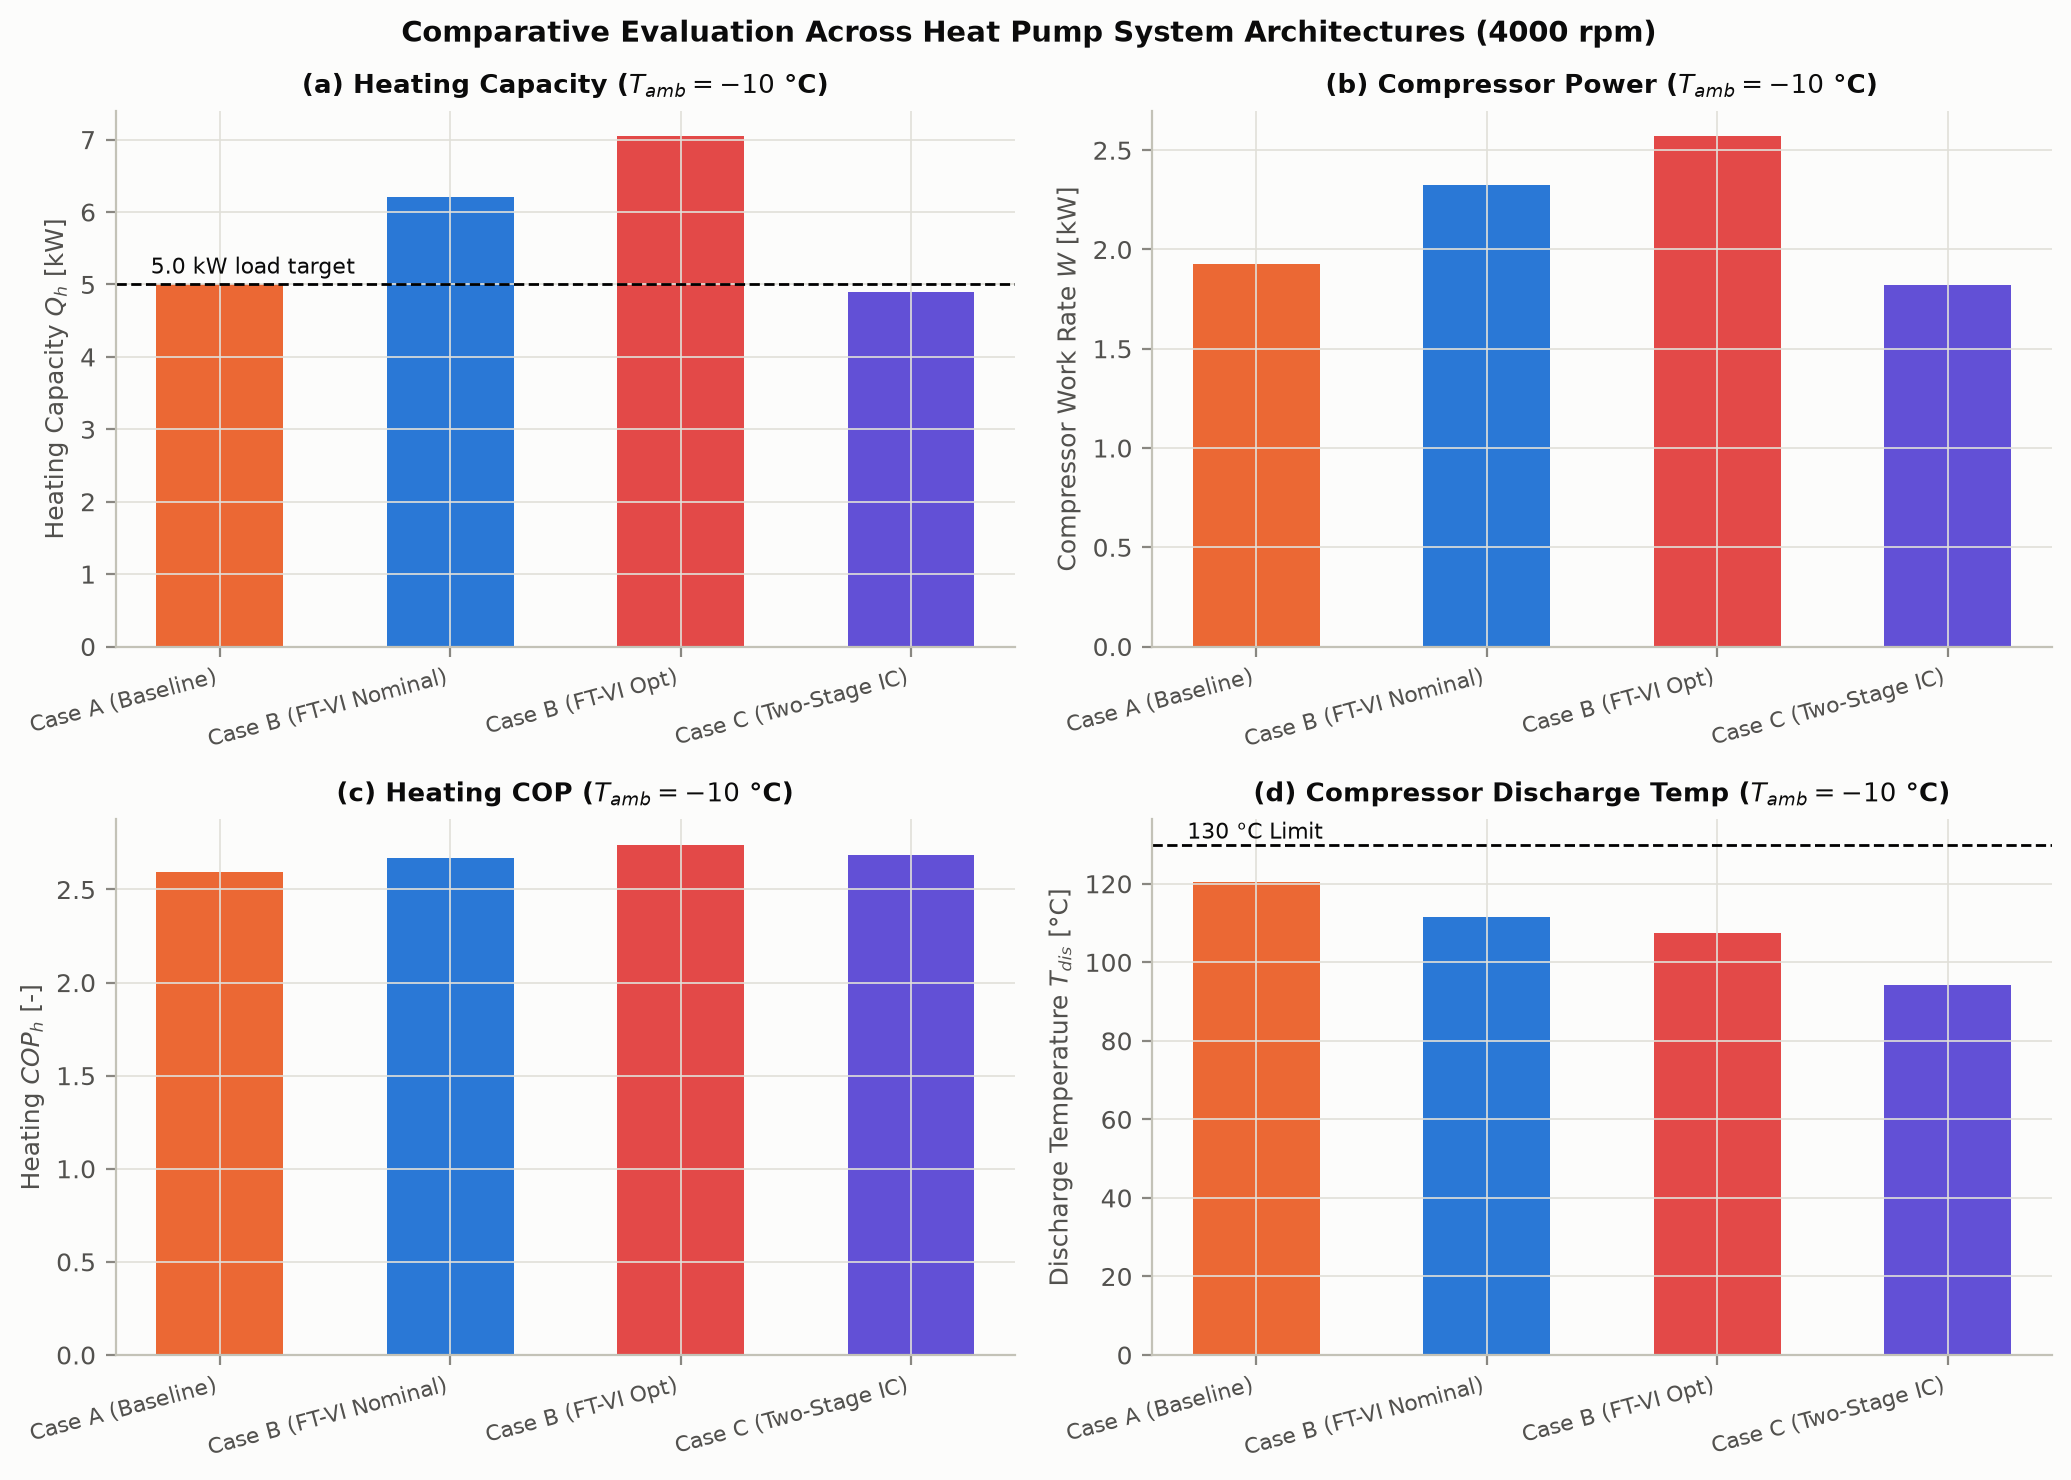 Comparative Evaluation Across Heat Pump System Architectures (4000 rpm)
(a) Heating Capacity (T_amb = −10 °C)
Heating Capacity Q_h [kW]
7
6
5
4
3
2
1
0
5.0 kW load target
Case A (Baseline)
Case B (FT-VI Nominal)
Case B (FT-VI Opt)
Case C (Two-Stage IC)
(b) Compressor Power (T_amb = −10 °C)
Compressor Work Rate W [kW]
2.5
2.0
1.5
1.0
0.5
0.0
Case A (Baseline)
Case B (FT-VI Nominal)
Case B (FT-VI Opt)
Case C (Two-Stage IC)
(c) Heating COP (T_amb = −10 °C)
Heating COP_h [-]
2.5
2.0
1.5
1.0
0.5
0.0
Case A (Baseline)
Case B (FT-VI Nominal)
Case B (FT-VI Opt)
Case C (Two-Stage IC)
(d) Compressor Discharge Temp (T_amb = −10 °C)
Discharge Temperature T_dis [°C]
130 °C Limit
120
100
80
60
40
20
0
Case A (Baseline)
Case B (FT-VI Nominal)
Case B (FT-VI Opt)
Case C (Two-Stage IC)